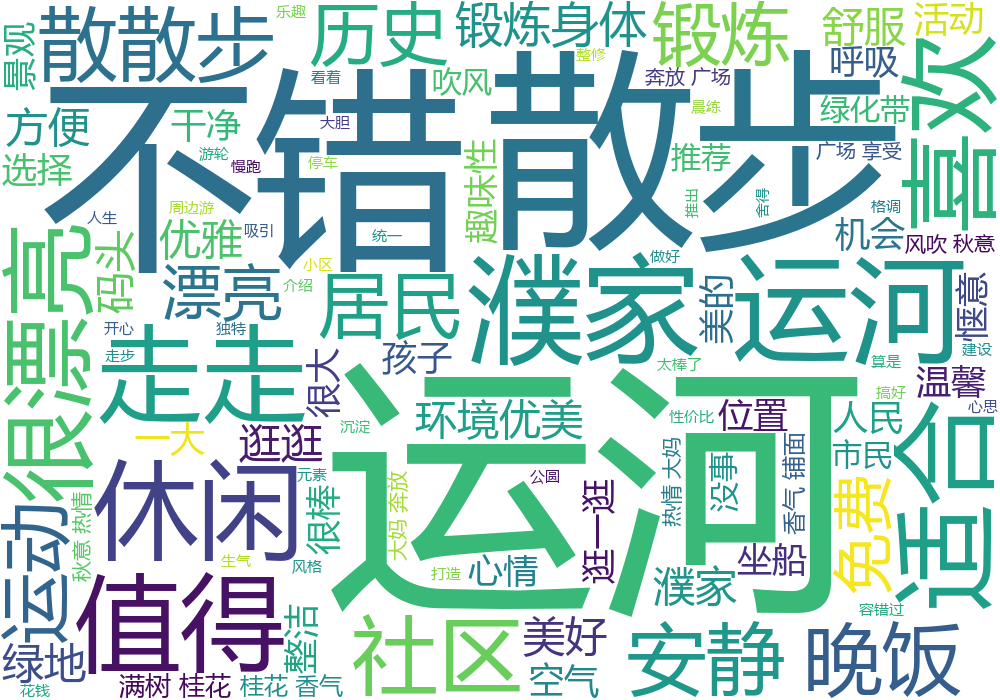 乐趣
历史
锻炼身体
锻炼
舒服
活动
散散步
景观
看着
吹风
整修
奔放 广场
呼吸
喜欢
不错
散步
晨练
绿化带
方便
干净
大胆
选择
游轮
慢跑
停车
趣味性
推荐
广场 享受
周边游
人生
优雅
吸引
统一
推出
舍得
格调
机会
风吹 秋意
很漂亮
码头
漂亮
小区
介绍
居民
濮家
做好
美的
运河
惬意
建设
开心
独特
走步
走走
很大
孩子
太棒了
算是
温馨
搞好
心思
一大
逛逛
沉淀
环境优美
性价比
位置
人民
适合
运河
市民
休闲
元素
很棒
大妈 奔放
公园
逛一逛
热情 大妈
没事
香气 铺面
免费
运动
秋意 热情
生气
风格
打造
心情
濮家
坐船
容错过
值得
整洁
社区
美好
安静
晚饭
绿地
花钱
满树 桂花
桂花 香气
空气